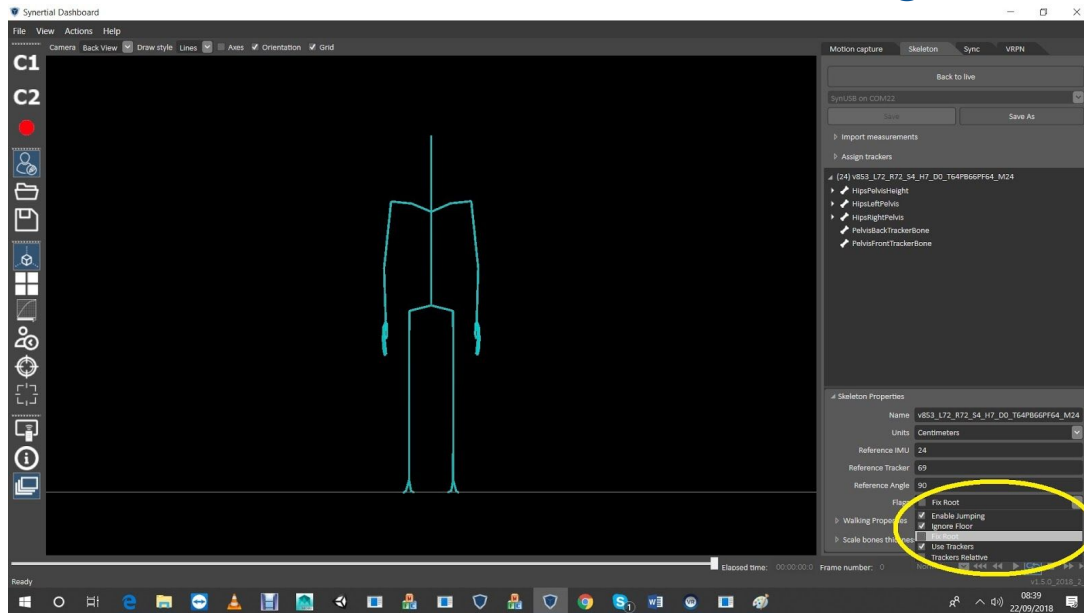 Synertial Dashboard
File View Actions Help
Camera Back View Draw style Lines Axes Orientation Grid
Motion capture Skeleton Sync VRPN
C1
C2
Back to live
SynUSB on COM22
Save Save As
Import measurements
Assign trackers
(24) v853_L72_R72_S4_H7_D0_T64PB66PF64_M24
HipsPelvisHeight
HipsLeftPelvis
HipsRightPelvis
PelvisBackTrackerBone
PelvisFrontTrackerBone
Skeleton Properties
Name v853_L72_R72_S4_H7_D0_T64PB66PF64_M24
Units Centimeters
Reference IMU 24
Reference Tracker 69
Reference Angle 90
Flags Fix Root
Enable Jumping
Walking Properties
Ignore Floor
Fix Root
Scale bones
Use Trackers
Trackers Relative
Elapsed time: 00:00:00:0 Frame number: 0
Ready
08:39
22/09/2018